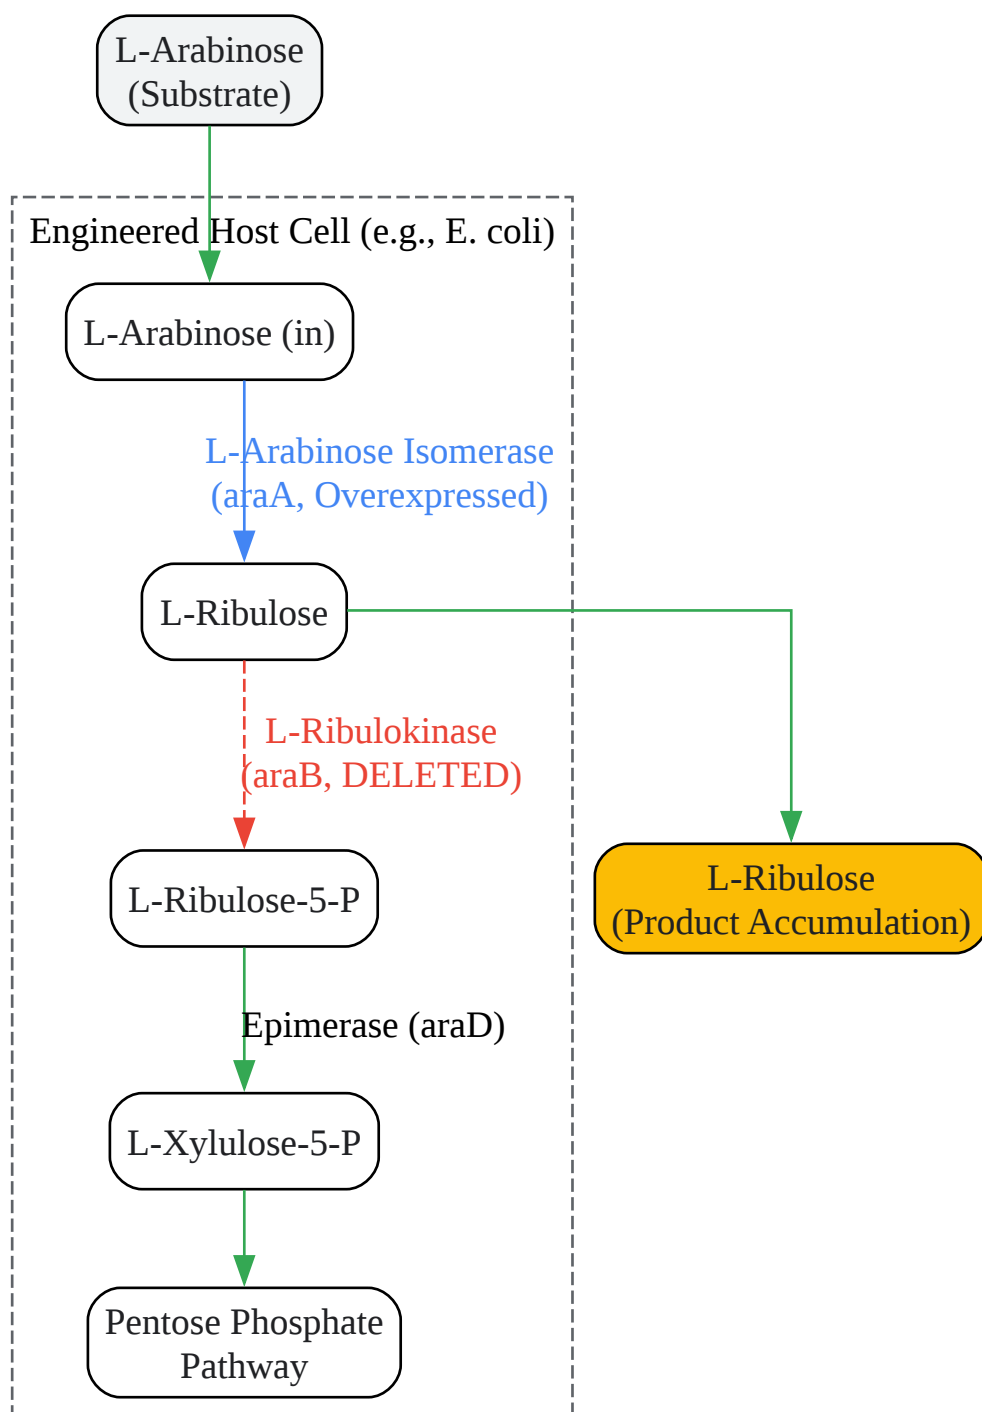 L-Arabinose
(Substrate)
Engineered Host Cell (e.g., E. coli)
L-Arabinose (in)
L-Arabinose Isomerase
(araA, Overexpressed)
L-Ribulose
L-Ribulokinase
(araB, DELETED)
L-Ribulose-5-P
L-Ribulose
(Product Accumulation)
Epimerase (araD)
L-Xylulose-5-P
Pentose Phosphate
Pathway